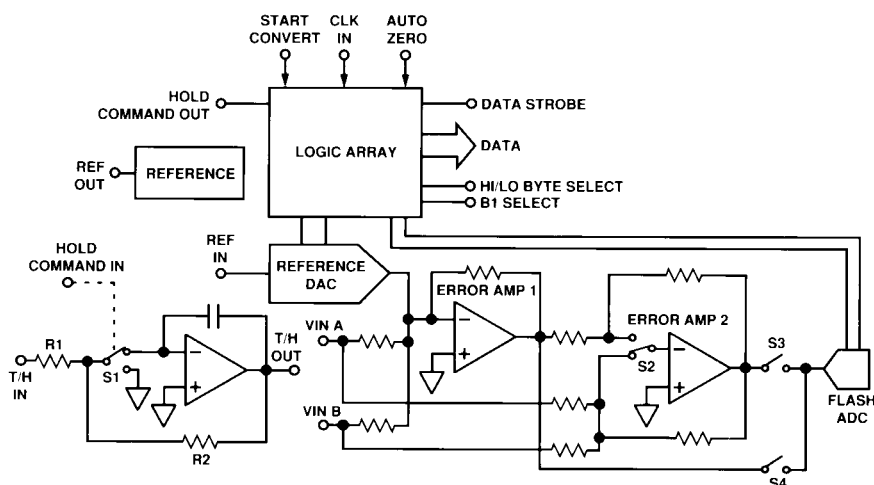 START
CONVERT
CLK
IN
AUTO
ZERO
HOLD
COMMAND OUT
DATA STROBE
LOGIC ARRAY
DATA
REF
OUT
REFERENCE
HI/LO BYTE SELECT
B1 SELECT
HOLD
COMMAND IN
REF
IN
REFERENCE
DAC
ERROR AMP 1
ERROR AMP 2
R1
T/H
IN
S1
−
+
T/H
OUT
R2
VIN A
VIN B
−
+
S2
−
+
S3
S4
FLASH
ADC